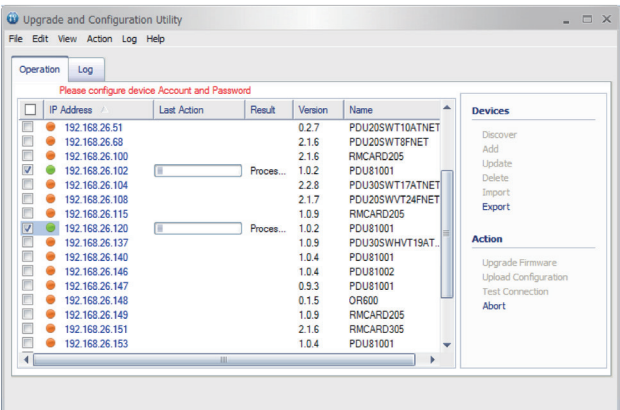 Upgrade and Configuration Utility
File Edit View Action Log Help
Operation Log
Please configure device Account and Password
IP Address Last Action Result Version Name
192.168.26.51 0.2.7 PDU20SWT10ATNET
192.168.26.68 2.1.6 PDU20SWT8FNET
192.168.26.100 2.1.6 RMCARD205
192.168.26.102 Proces... 1.0.2 PDU81001
192.168.26.104 2.2.8 PDU30SWT17ATNET
192.168.26.108 2.1.7 PDU20SWVT24FNET
192.168.26.115 1.0.9 RMCARD205
192.168.26.120 Proces... 1.0.2 PDU81001
192.168.26.137 1.0.9 PDU30SWHVT19AT...
192.168.26.140 1.0.4 PDU81001
192.168.26.146 1.0.4 PDU81002
192.168.26.147 0.9.3 PDU81001
192.168.26.148 0.1.5 OR600
192.168.26.149 1.0.9 RMCARD205
192.168.26.151 2.1.6 RMCARD305
192.168.26.153 1.0.4 PDU81001
Devices
Discover
Add
Update
Delete
Import
Export
Action
Upgrade Firmware
Upload Configuration
Test Connection
Abort